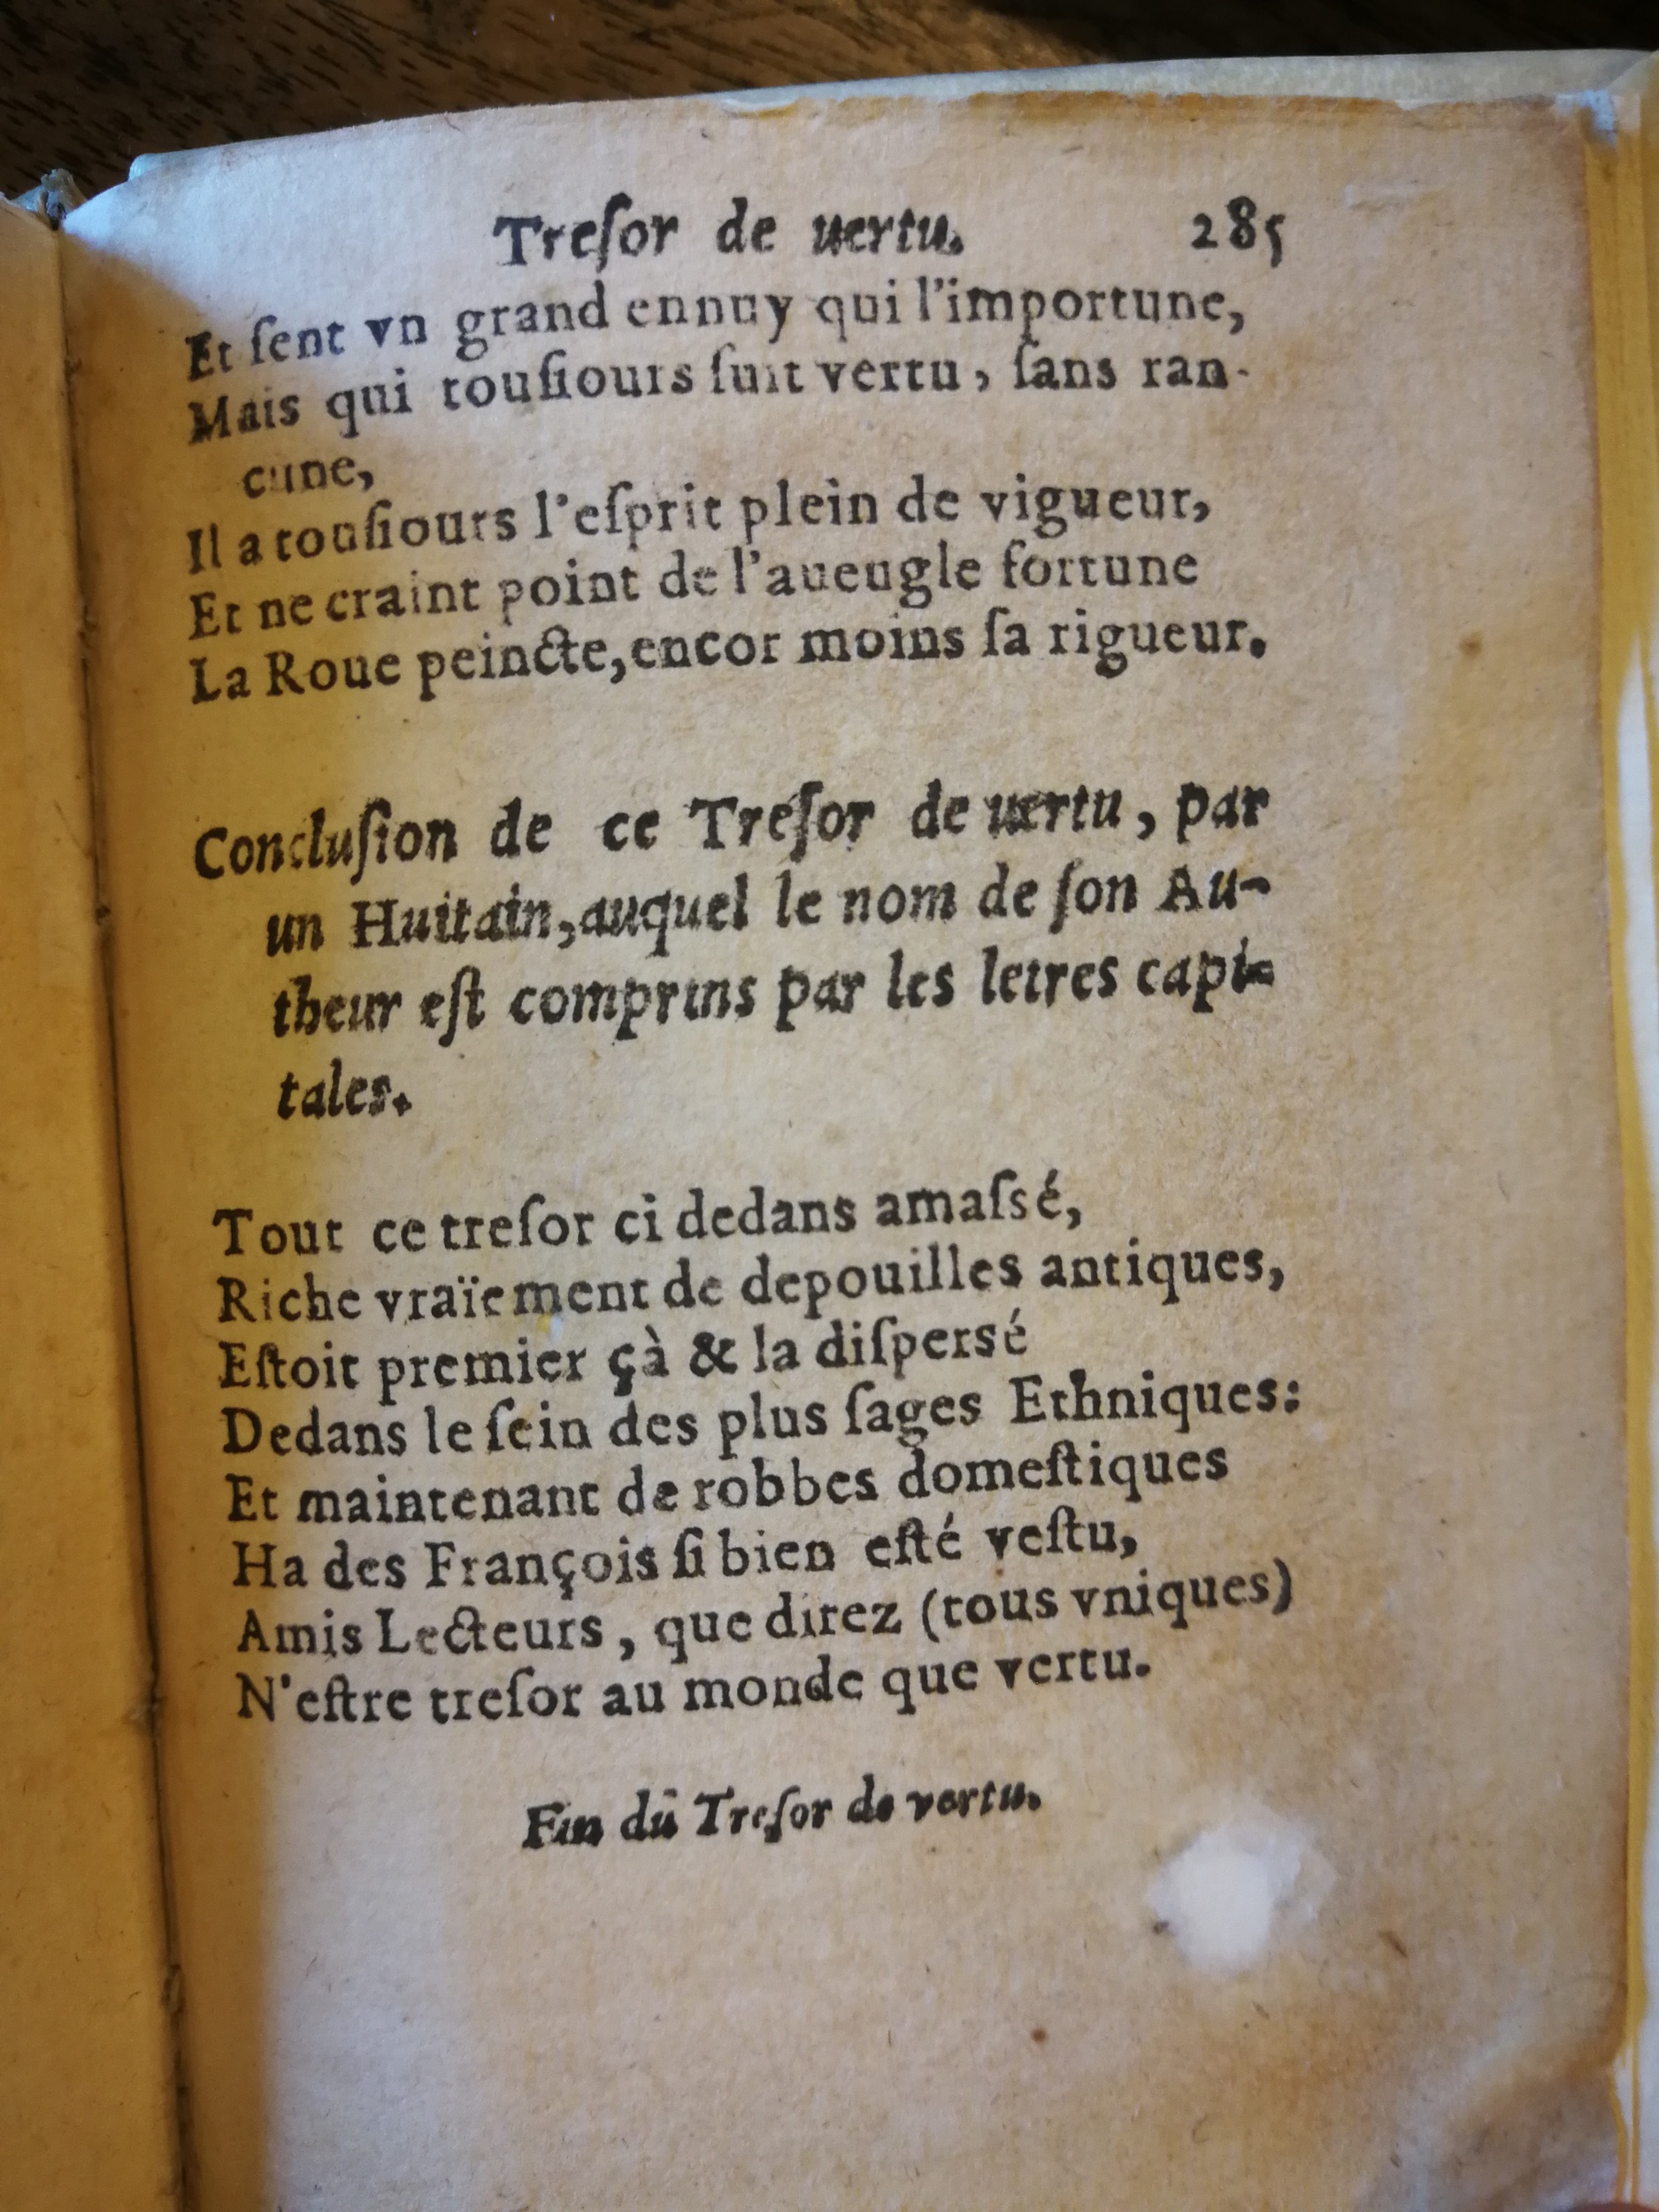 Treſor de uertu. 285
Et ſent vn grand ennuy qui l'importune,
Mais qui touſiours ſuit vertu, ſans ran-
cune,
Il a touſiours l'eſprit plein de vigueur,
Et ne craint point de l'aueugle fortune
La Roue peincte, encor moins ſa rigueur.
Concluſion de ce Treſor de uertu, par
un Huitain, auquel le nom de ſon Au-
theur eſt comprins par les letres capi-
tales.
Tout ce treſor ci dedans amaſsé,
Riche vraïement de depouilles antiques,
Eſtoit premier çà & la diſpersé
Dedans le ſein des plus ſages Ethniques:
Et maintenant de robbes domeſtiques
Ha des François ſi bien eſté veſtu,
Amis Lecteurs, que direz (tous vniques)
N'eſtre treſor au monde que vertu.
Fin du Treſor de vertu.